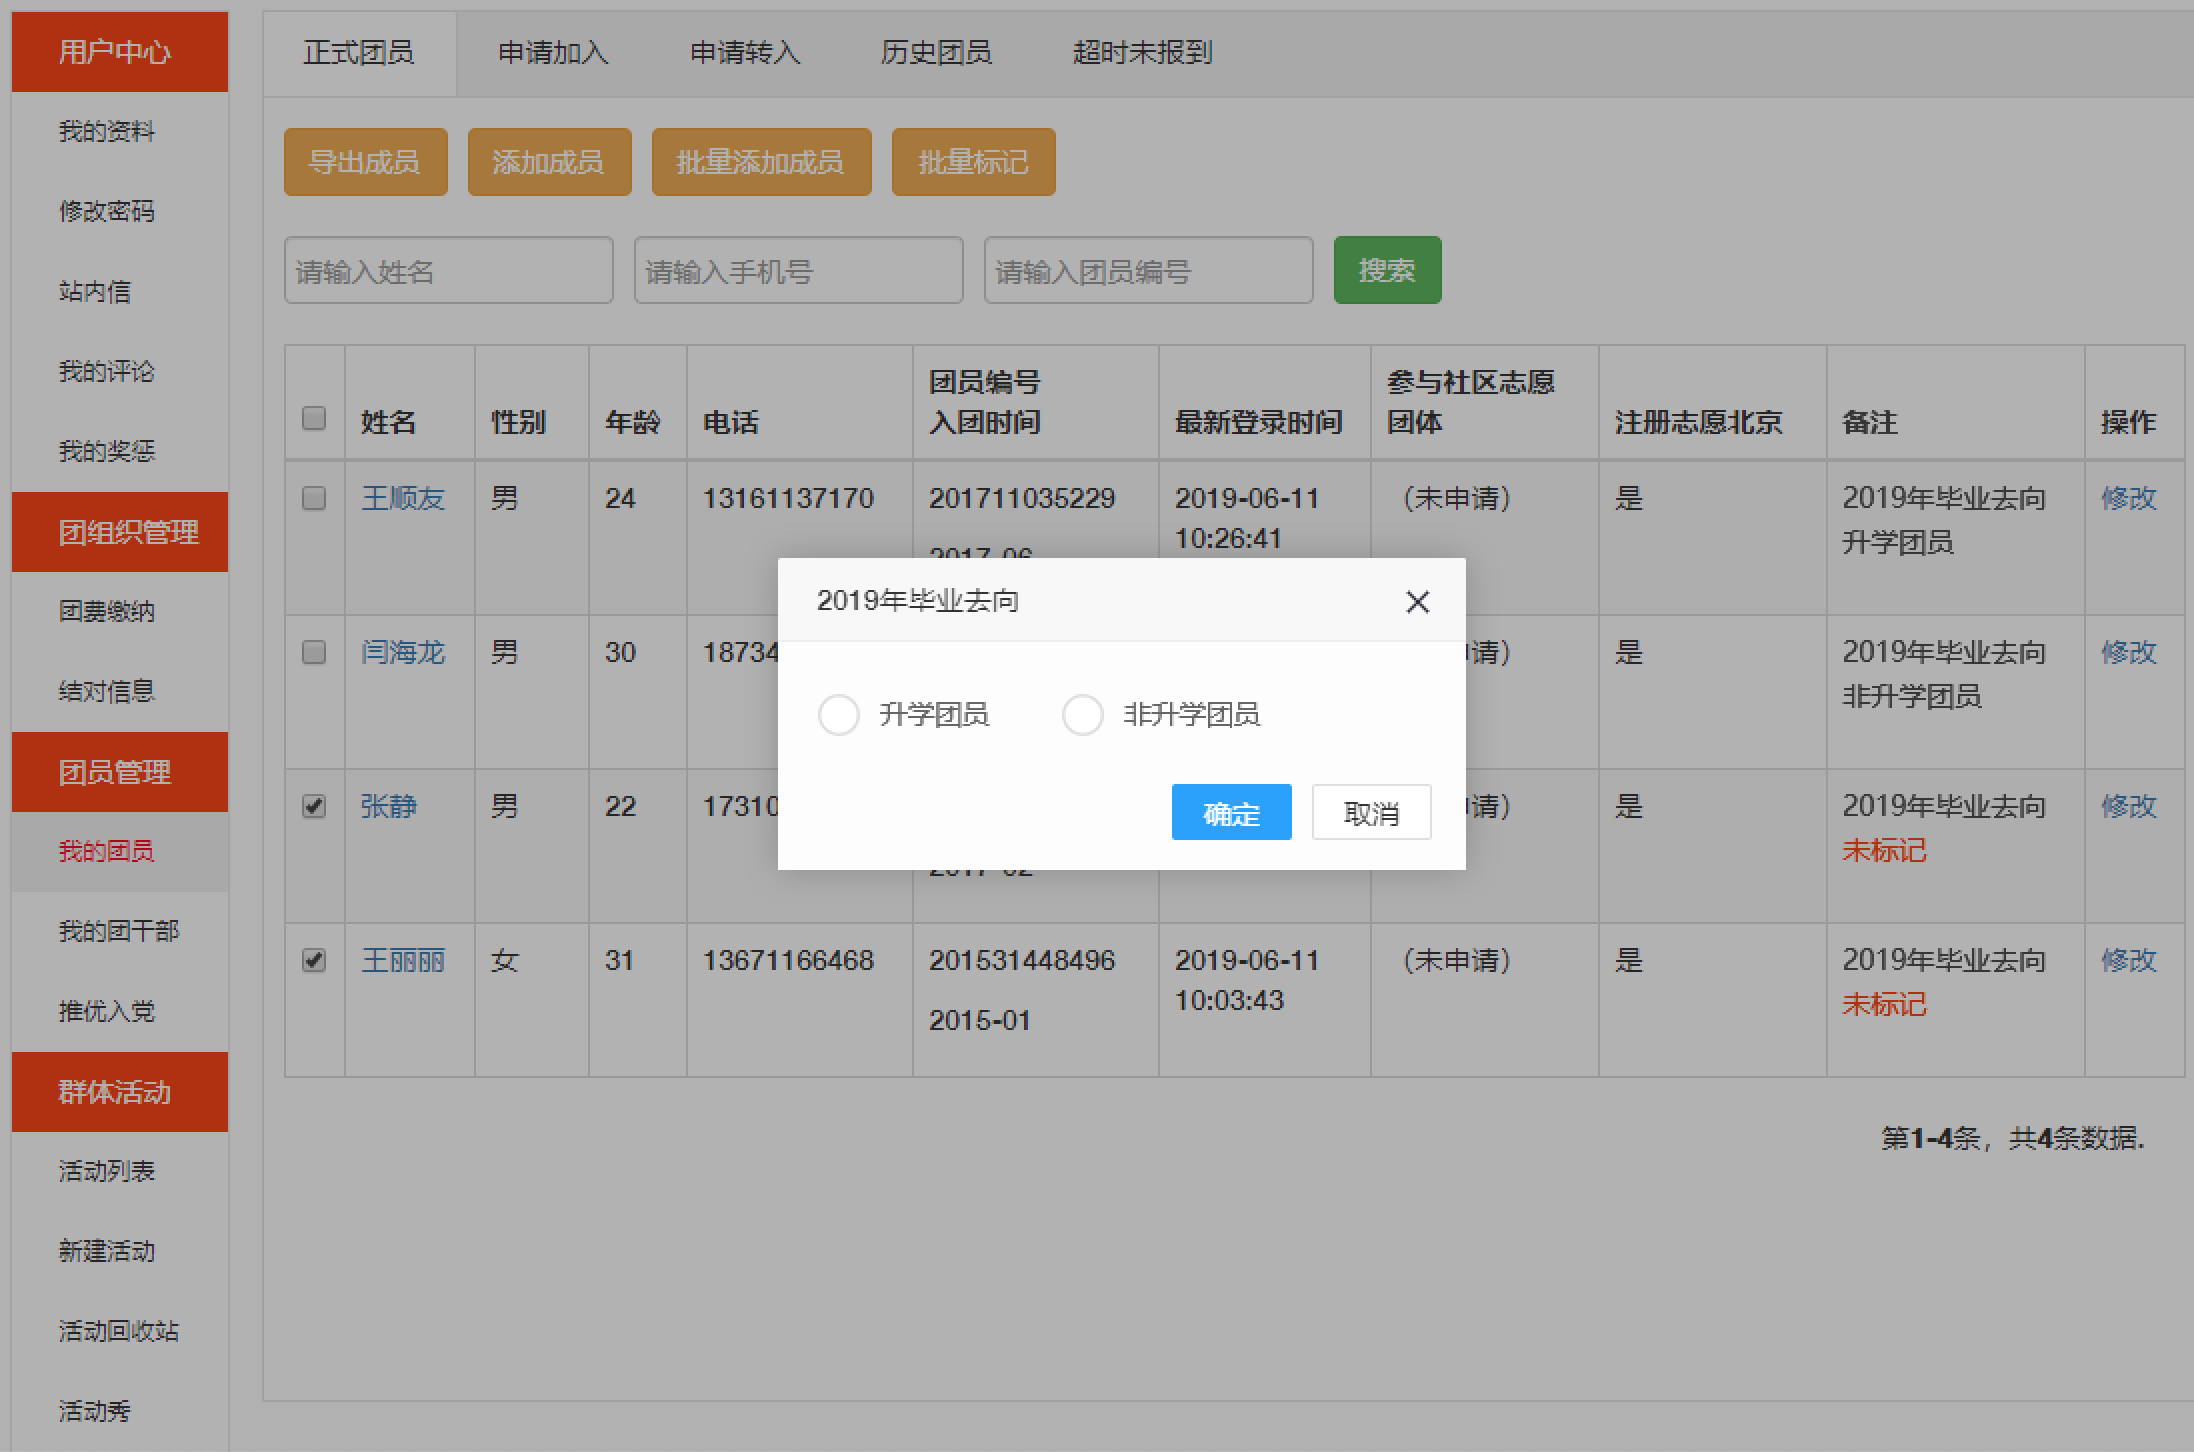 用户中心
我的资料
修改密码
站内信
我的评论
我的奖惩
团组织管理
团费缴纳
结对信息
团员管理
我的团员
我的团干部
推优入党
群体活动
活动列表
新建活动
活动回收站
活动秀
正式团员 申请加入 申请转入 历史团员 超时未报到
导出成员 添加成员 批量添加成员 批量标记
请输入姓名 请输入手机号 请输入团员编号 搜索
姓名 性别 年龄 电话 团员编号 入团时间 最新登录时间 参与社区志愿团体 注册志愿北京 备注 操作
王顺友 男 24 13161137170 201711035229 2019-06-11 （未申请） 是 2019年毕业去向 修改
10:26:41 升学团员
2017-06
闫海龙 男 30 18734 请） 是 2019年毕业去向 修改
非升学团员
张静 男 22 17310 请） 是 2019年毕业去向 修改
未标记
王丽丽 女 31 13671166468 201531448496 2019-06-11 （未申请） 是 2019年毕业去向 修改
10:03:43 未标记
2015-01
第1-4条，共4条数据.
2019年毕业去向
升学团员 非升学团员
确定 取消